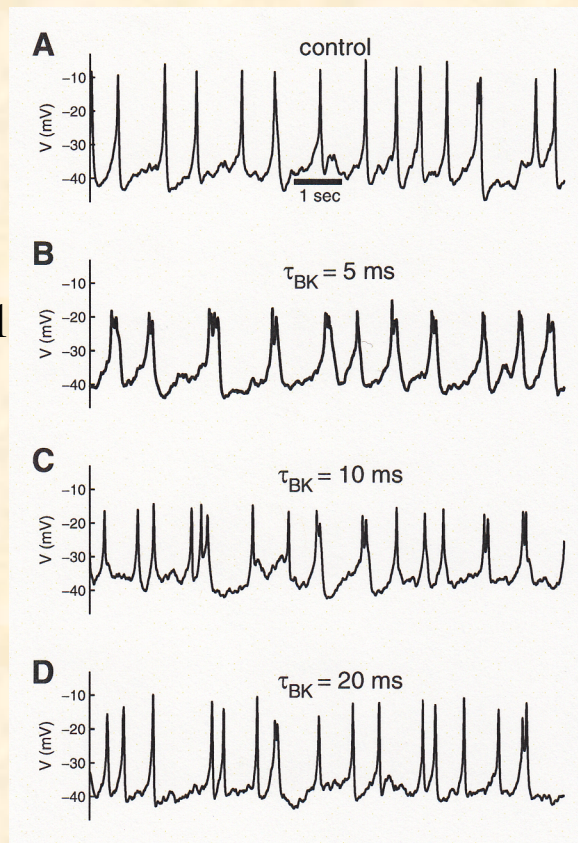 A
control
V (mV)
−10
−20
−30
−40
1 sec
B
τBK = 5 ms
V (mV)
−10
−20
−30
−40
C
τBK = 10 ms
V (mV)
−10
−20
−30
−40
D
τBK = 20 ms
V (mV)
−10
−20
−30
−40